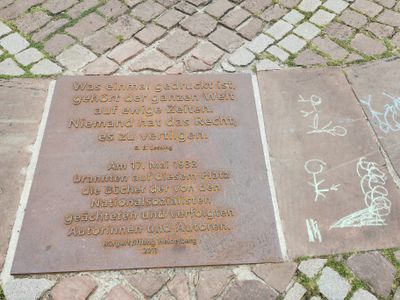 Was einmal gedruckt ist,
gehört der ganzen Welt
auf ewige Zeiten.
Niemand hat das Recht,
es zu vertilgen.
G. E. Lessing
Am 17. Mai 1933
brannten auf diesem Platz
die Bücher der von den
Nationalsozialisten
geächteten und verfolgten
Autorinnen und Autoren.
Bürgerstiftung Heidelberg
2011